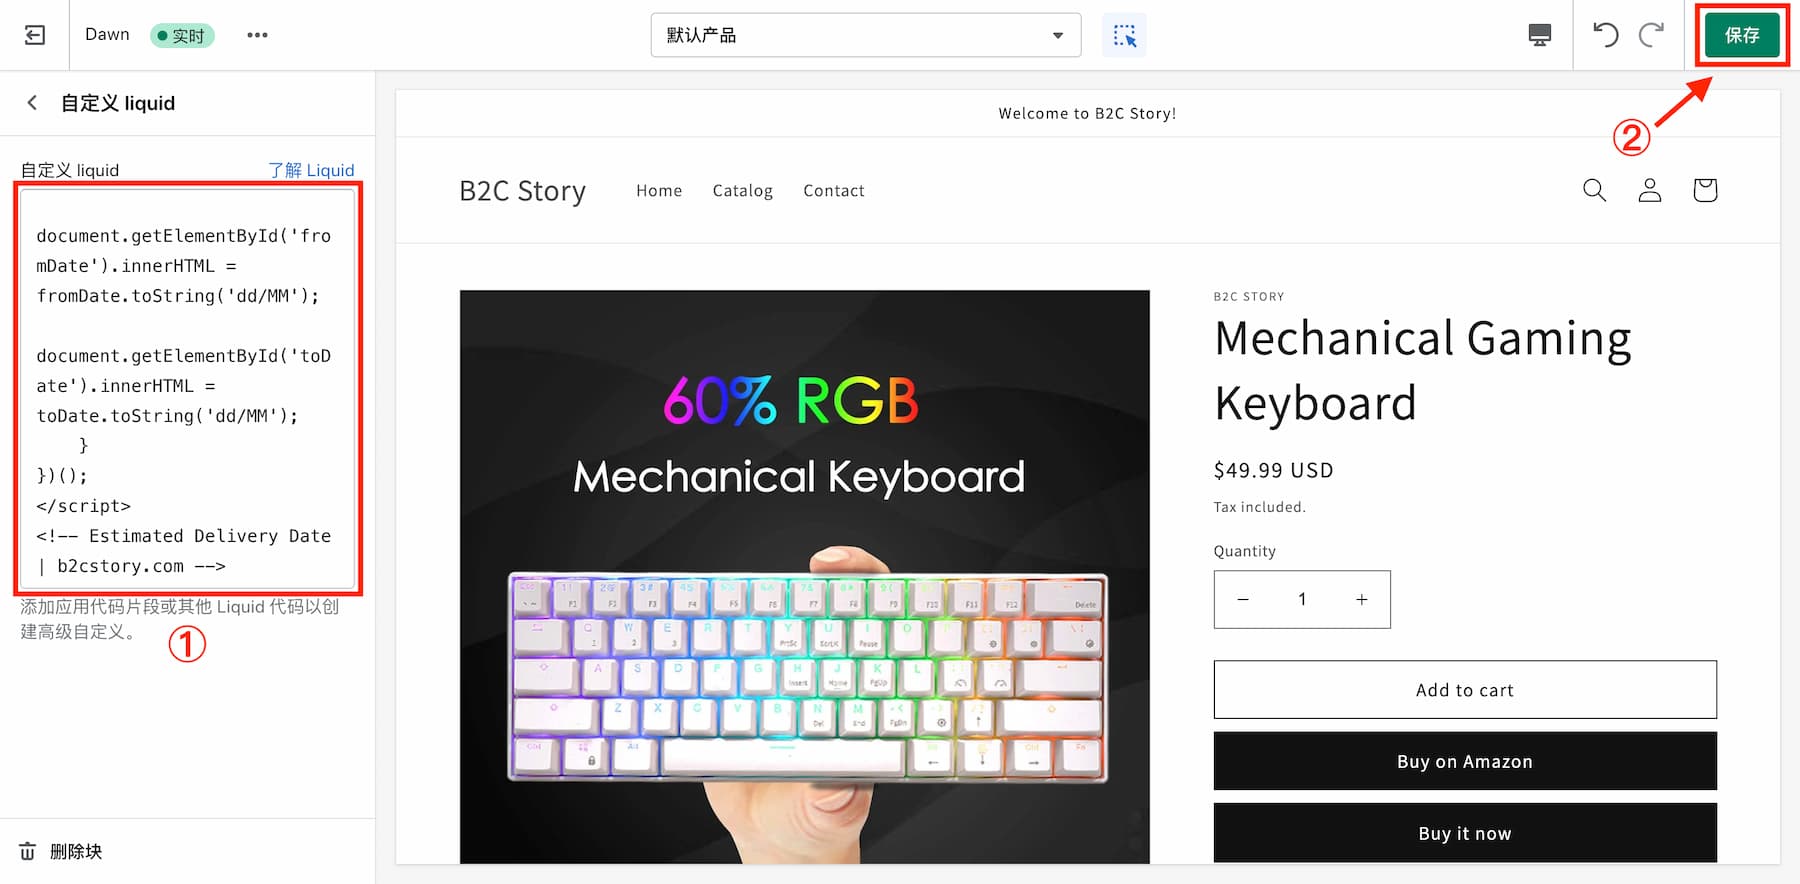 Dawn
实时
默认产品
保存
②
自定义 liquid
自定义 liquid
了解 Liquid
document.getElementById('fro
mDate').innerHTML =
fromDate.toString('dd/MM');
document.getElementById('toD
ate').innerHTML =
toDate.toString('dd/MM');
}
})();
</script>
<!-- Estimated Delivery Date
| b2cstory.com -->
添加应用代码片段或其他 Liquid 代码以创
建高级自定义。
①
删除块
Welcome to B2C Story!
B2C Story
Home
Catalog
Contact
60% RGB
Mechanical Keyboard
B2C STORY
Mechanical Gaming
Keyboard
$49.99 USD
Tax included.
Quantity
− 1 +
Add to cart
Buy on Amazon
Buy it now